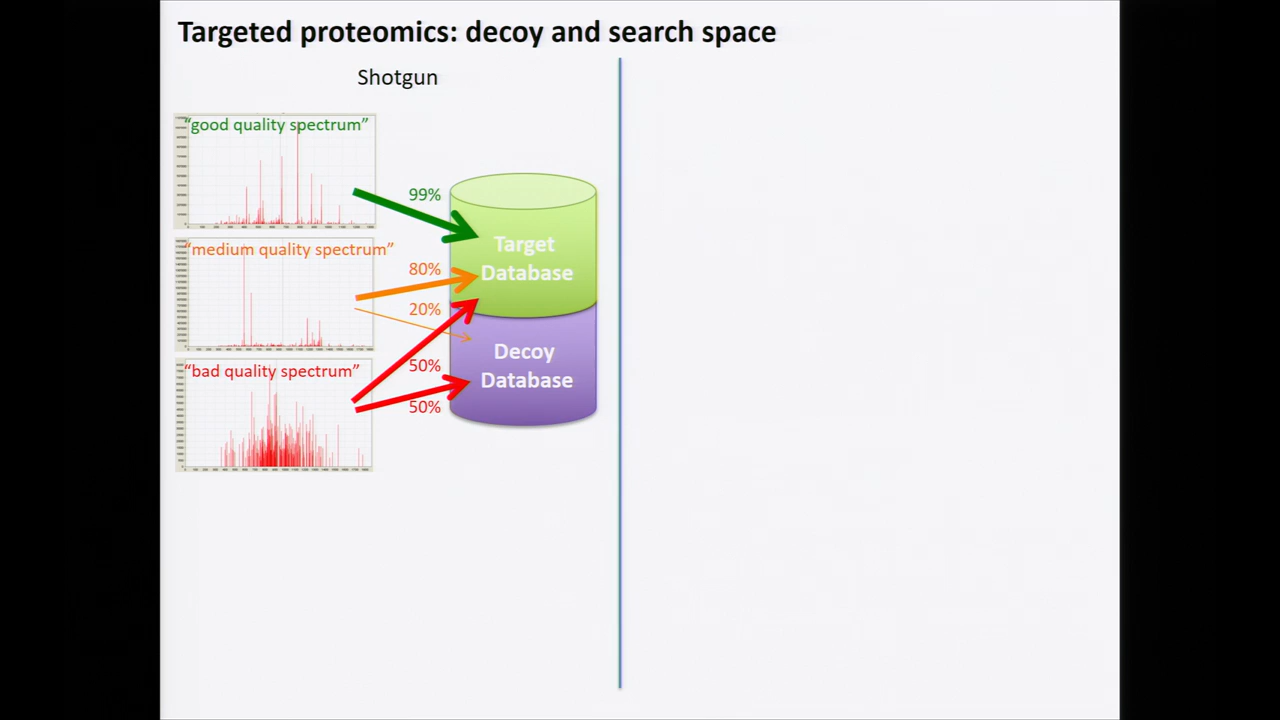 Targeted proteomics: decoy and search space
Shotgun
“good quality spectrum”
99%
“medium quality spectrum”
80%
20%
“bad quality spectrum”
50%
50%
Target
Database
Decoy
Database